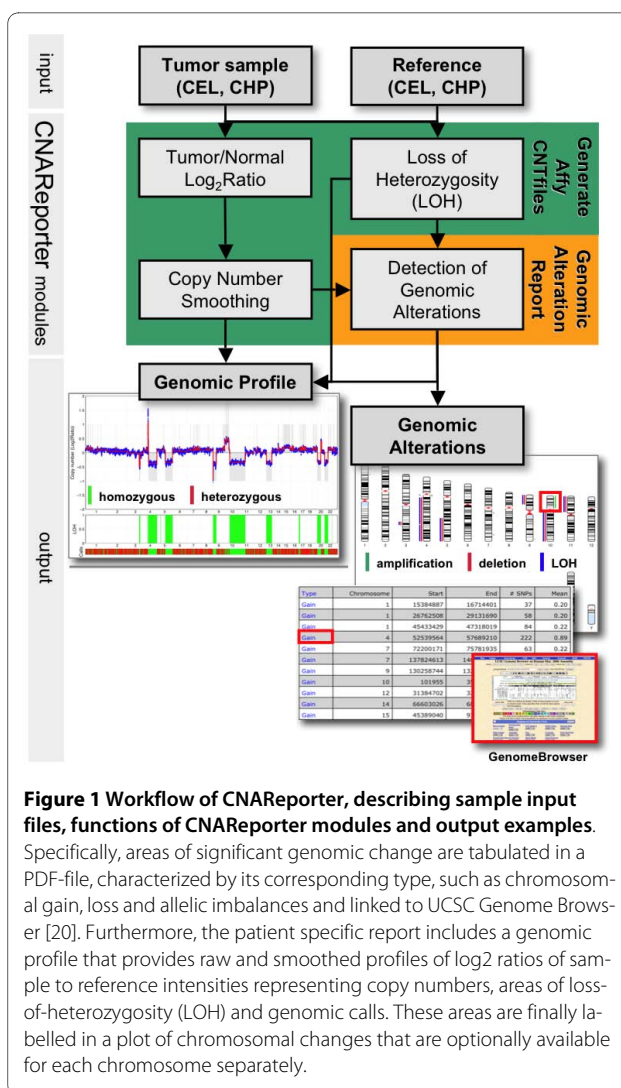 input
Tumor sample
(CEL, CHP)
Reference
(CEL, CHP)
CNAReporter modules
Tumor/Normal
Log₂Ratio
Loss of
Heterozygosity
(LOH)
Generate
Affy
CNTfiles
Copy Number
Smoothing
Detection of
Genomic
Alterations
Genomic
Alteration
Report
output
Genomic Profile
Genomic
Alterations
Copy number (Log2Ratio)
homozygous heterozygous
LOH
Calls
amplification deletion LOH
Type Chromosome Start End # SNPs Mean
Gain 1 15384887 16714401 37 0.20
Gain 1 26762508 29131690 58 0.20
Gain 1 45433429 47318019 84 0.22
Gain 4 52539564 57689210 222 0.89
Gain 7 72200171 75781935 63 0.22
Gain 7 137824613
Gain 9 130258744
Gain 10 101955
Gain 12 31384702
Gain 14 66603026
Gain 15 45389040
GenomeBrowser
Figure 1 Workflow of CNAReporter, describing sample input
files, functions of CNAReporter modules and output examples.
Specifically, areas of significant genomic change are tabulated in a
PDF-file, characterized by its corresponding type, such as chromosom-
al gain, loss and allelic imbalances and linked to UCSC Genome Brows-
er [20]. Furthermore, the patient specific report includes a genomic
profile that provides raw and smoothed profiles of log2 ratios of sam-
ple to reference intensities representing copy numbers, areas of loss-
of-heterozygosity (LOH) and genomic calls. These areas are finally la-
belled in a plot of chromosomal changes that are optionally available
for each chromosome separately.